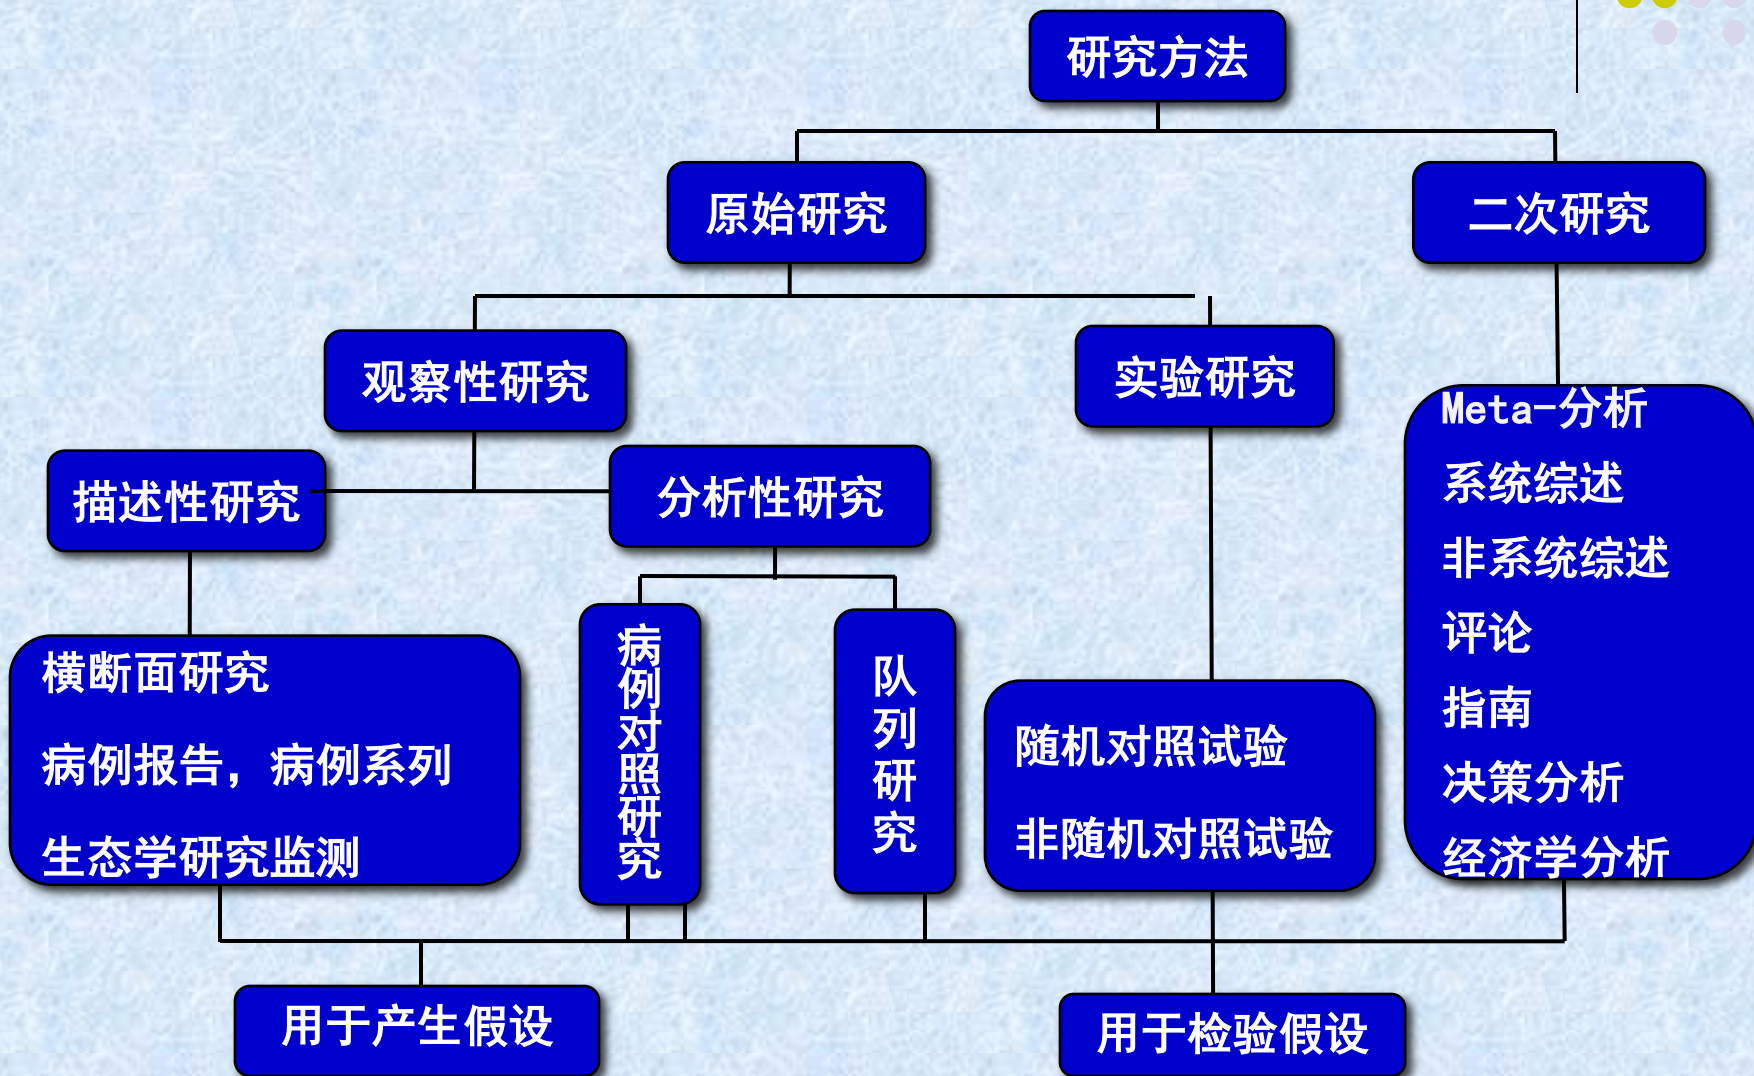 研究方法
原始研究
二次研究
观察性研究
实验研究
描述性研究
分析性研究
横断面研究
病例报告，病例系列
生态学研究监测
病例对照研究
队列研究
随机对照试验
非随机对照试验
Meta-分析
系统综述
非系统综述
评论
指南
决策分析
经济学分析
用于产生假设
用于检验假设